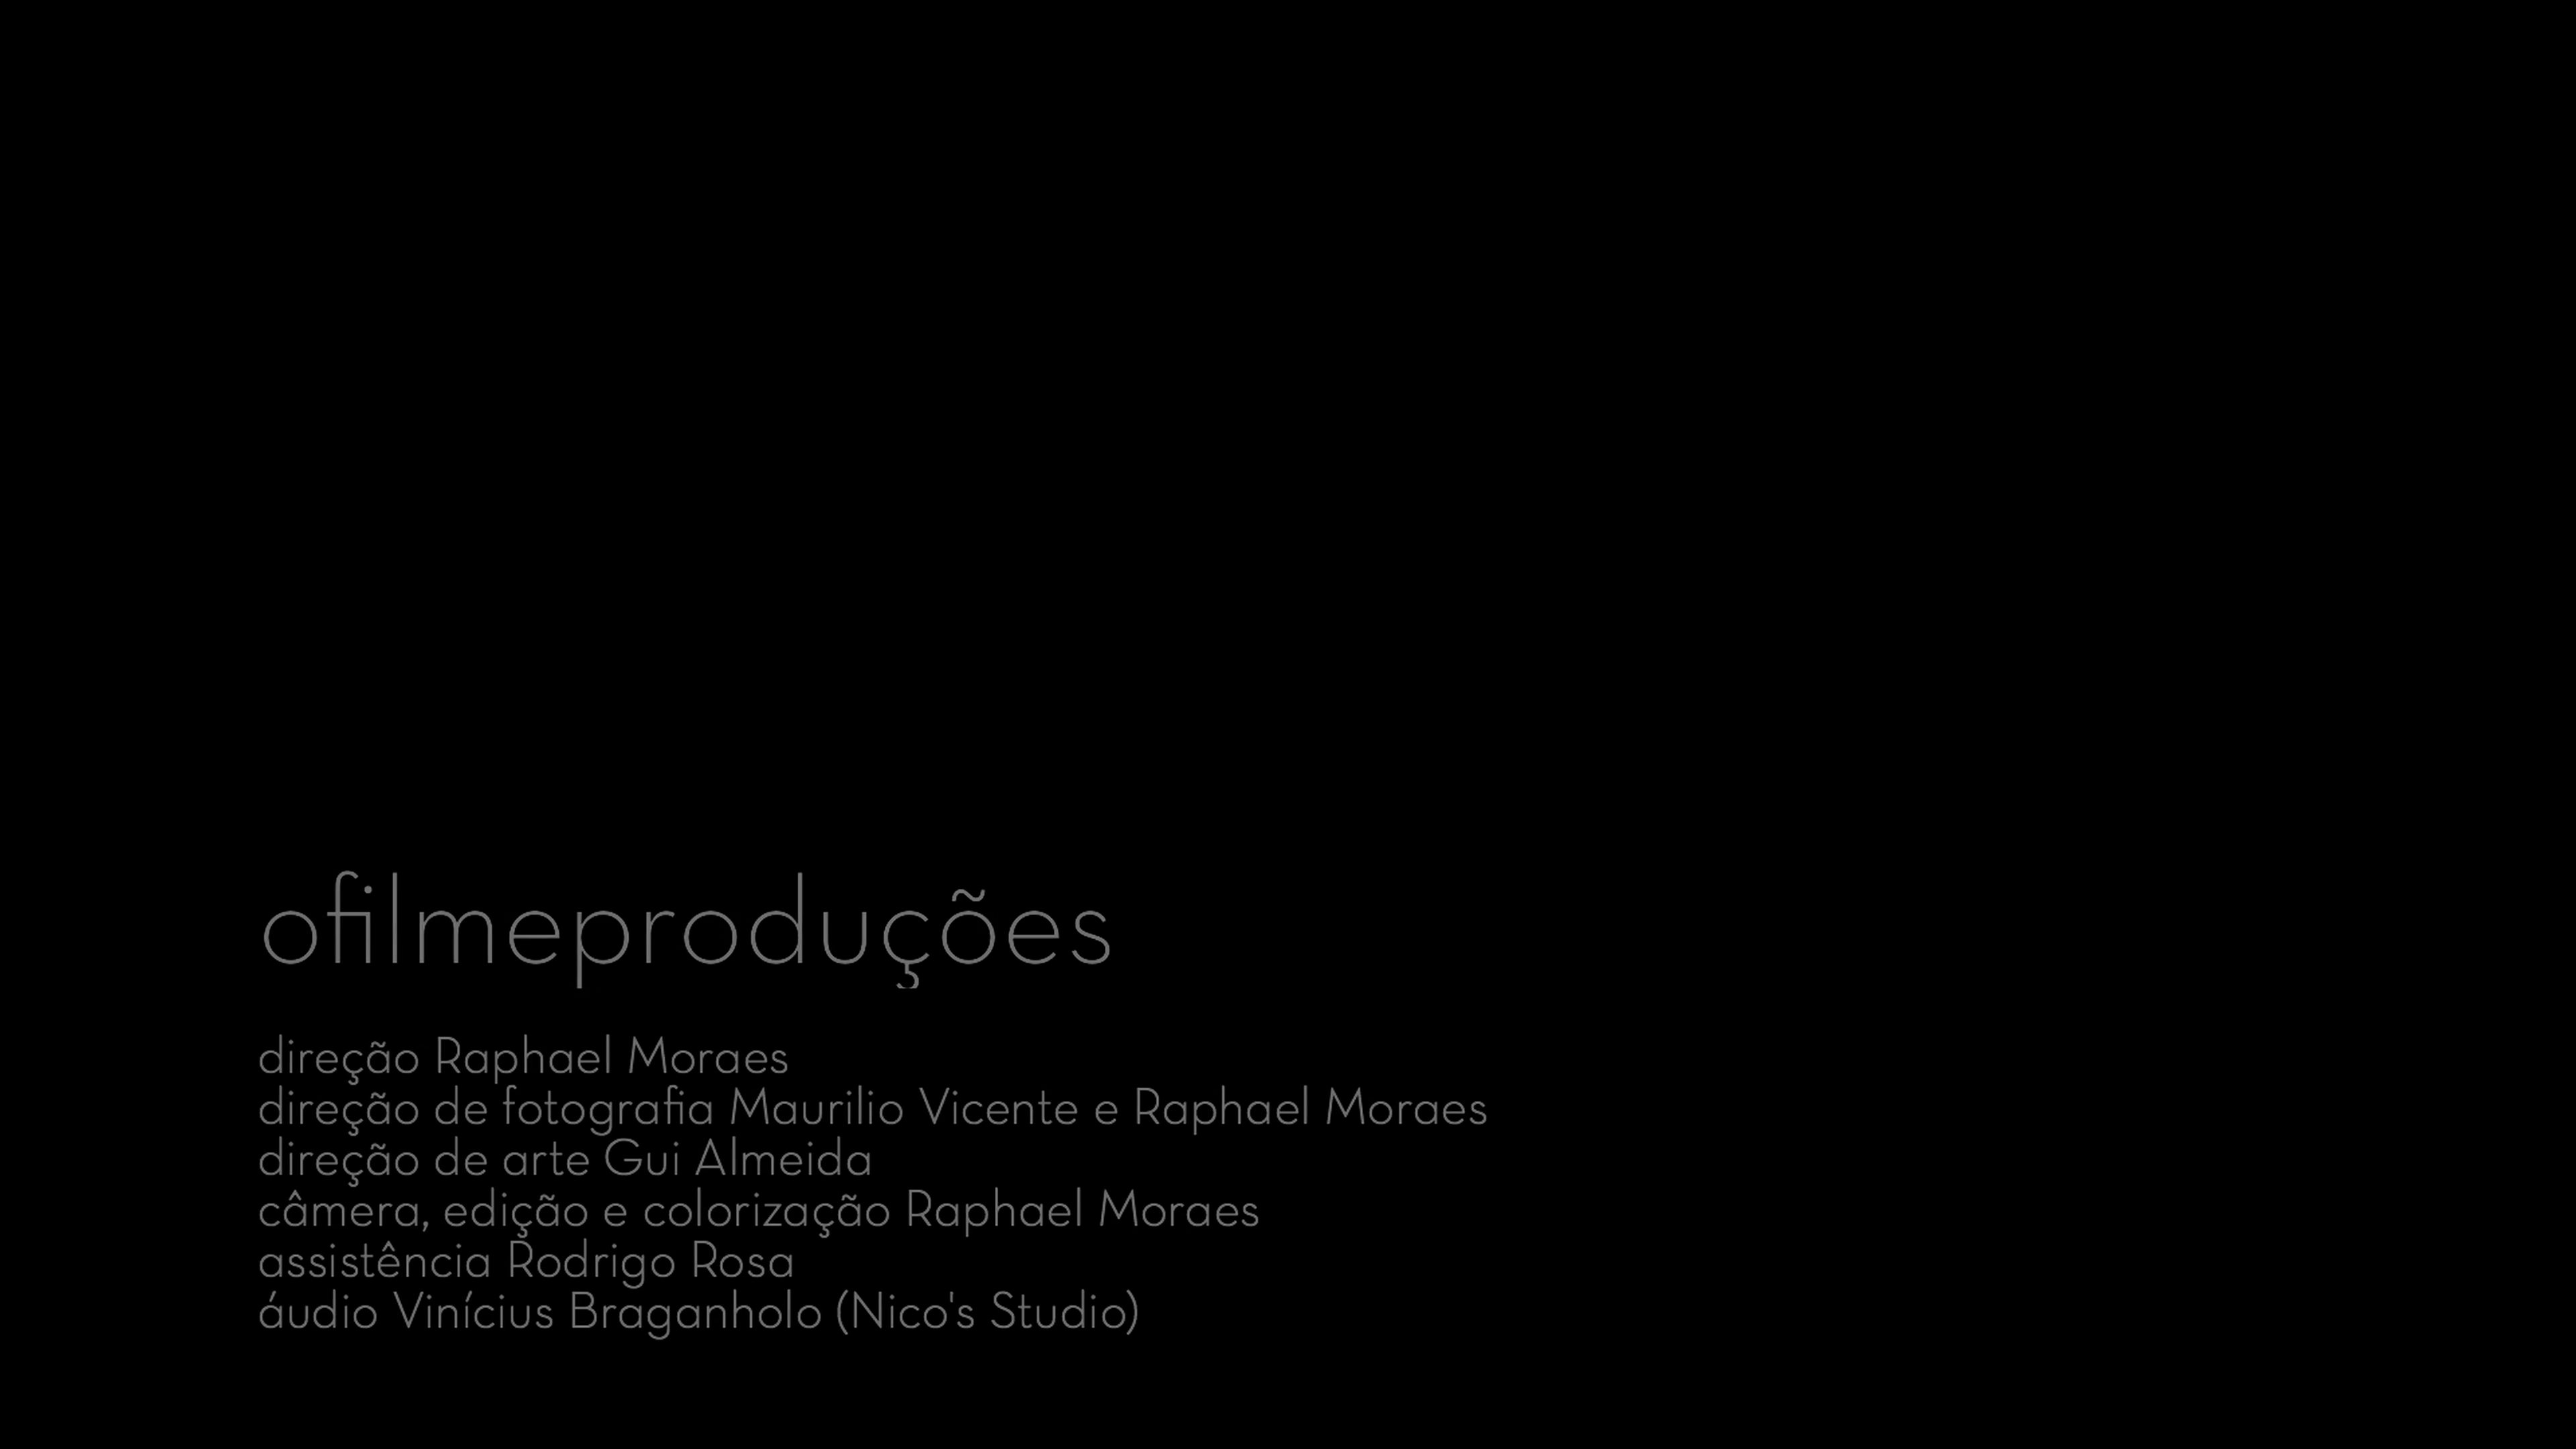 ofilmeproduções
direção Raphael Moraes
direção de fotografia Maurilio Vicente e Raphael Moraes
direção de arte Gui Almeida
câmera, edição e colorização Raphael Moraes
assistência Rodrigo Rosa
áudio Vinícius Braganholo (Nico's Studio)